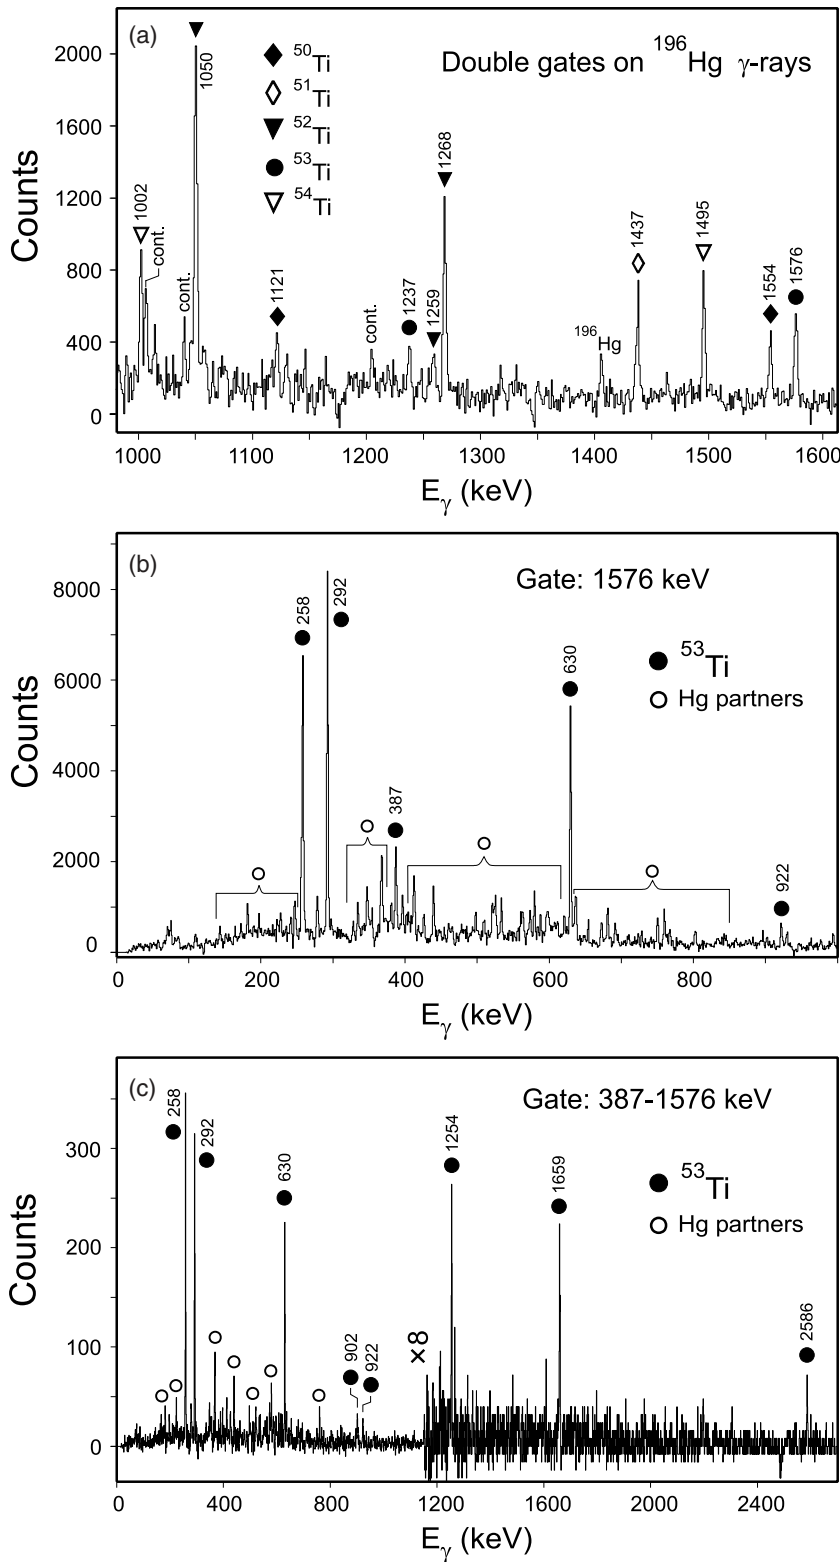 (a)
Double gates on ¹⁹⁶Hg γ-rays
⁵⁰Ti
⁵¹Ti
⁵²Ti
⁵³Ti
⁵⁴Ti
1002
cont.
cont.
1050
1121
cont.
1237
1259
1268
¹⁹⁶Hg
1437
1495
1554
1576
Counts
2000
1600
1200
800
400
0
1000 1100 1200 1300 1400 1500 1600
Eγ (keV)
(b)
Gate: 1576 keV
⁵³Ti
Hg partners
258
292
387
630
922
Counts
8000
6000
4000
2000
0
0 200 400 600 800
Eγ (keV)
(c)
Gate: 387-1576 keV
⁵³Ti
Hg partners
258
292
630
902
922
×8
1254
1659
2586
Counts
300
200
100
0
0 400 800 1200 1600 2000 2400
Eγ (keV)